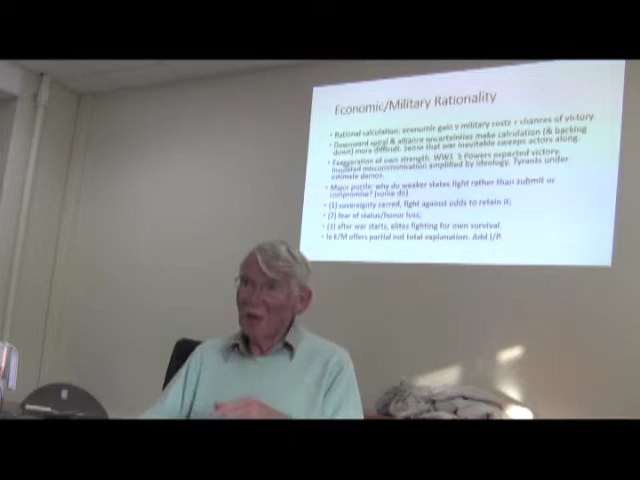 Economic/Military Rationality
• Rational calculation; economic gain v military costs + chances of victory.
• Downward spiral & alliance uncertainties make calculation (& backing
down) more difficult. Sense that war inevitable sweeps actors along.
• Exaggeration of own strength. WW1 5 Powers expected victory.
Insulated miscommunication amplified by ideology. Tyrants under
estimate demos.
• Major puzzle: why do weaker states fight rather than submit or
compromise? (some do)
• (1) sovereignty sacred, fight against odds to retain it;
• (2) fear of status/honor loss;
• (3) after war starts, elites fighting for own survival.
• Ie E/M offers partial not total explanation. Add I/P.